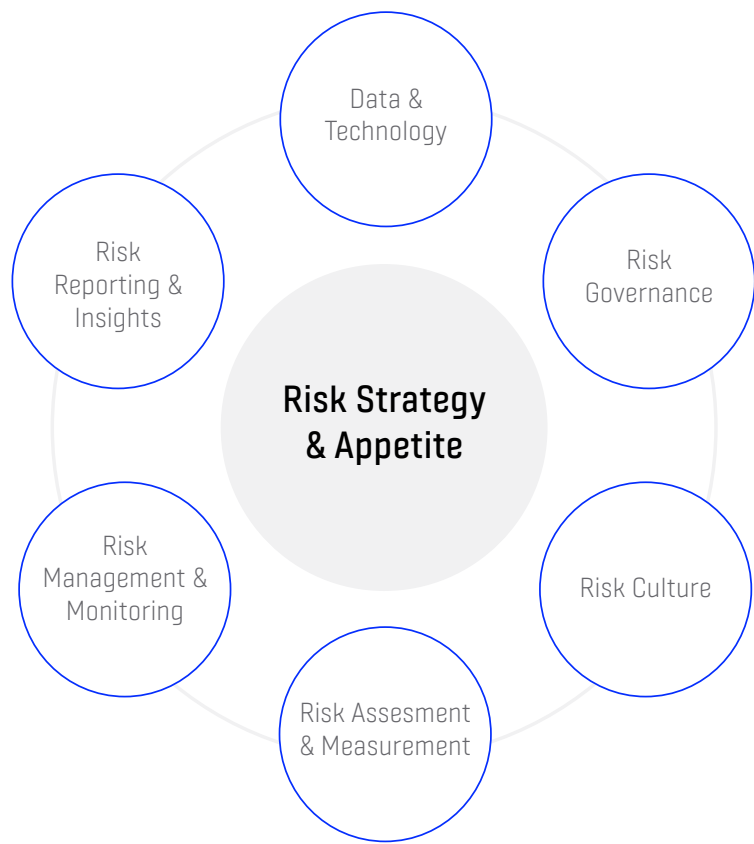 Data &
Technology
Risk
Governance
Risk Culture
Risk Assesment
& Measurement
Risk
Management &
Monitoring
Risk
Reporting &
Insights
Risk Strategy
& Appetite